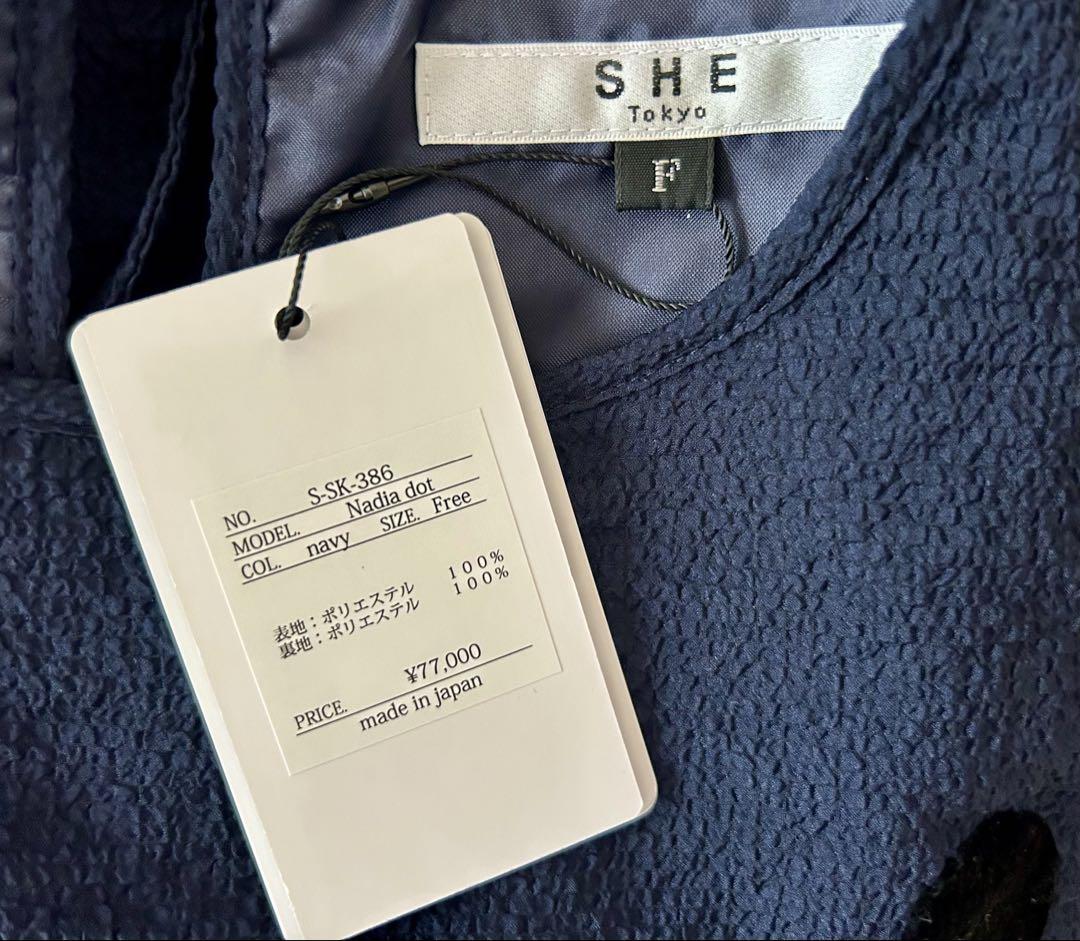 SHE
Tokyo
F
NO. S-SK-386
MODEL. Nadia dot
COL. navy SIZE. Free
表地：ポリエステル １００％
裏地：ポリエステル １００％
PRICE. ¥77,000
made in japan